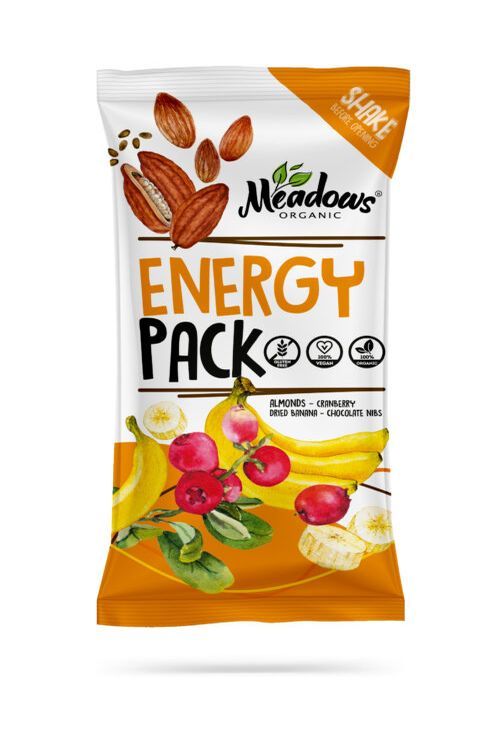 SHAKE
BEFORE OPENING
Meadows®
ORGANIC
ENERGY
PACK
GLUTEN
FREE
100%
VEGAN
100%
ORGANIC
ALMONDS – CRANBERRY
DRIED BANANA – CHOCOLATE NIBS